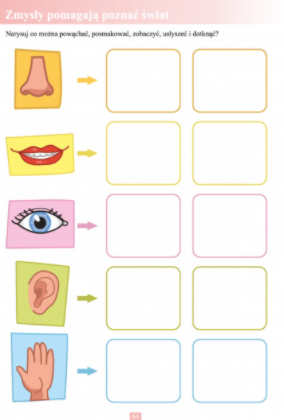 Zmysły pomagają poznać świat
Narysuj co można powąchać, posmakować, zobaczyć, usłyszeć i dotknąć?